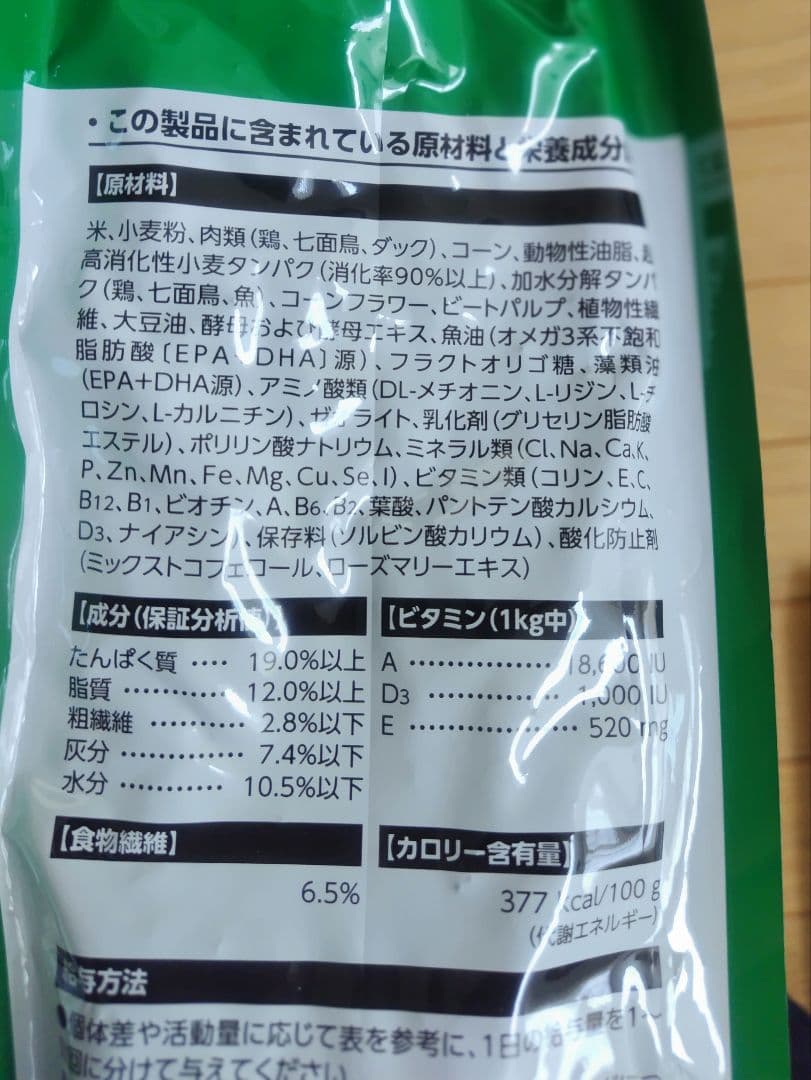 ・この製品に含まれている原材料と栄養成分
【原材料】
米、小麦粉、肉類(鶏、七面鳥、ダック)、コーン、動物性油脂、超
高消化性小麦タンパク(消化率90%以上)、加水分解タンパ
ク(鶏、七面鳥、魚)、コーンフラワー、ビートパルプ、植物性繊
維、大豆油、酵母および酵母エキス、魚油(オメガ3系不飽和
脂肪酸〔EPA+DHA〕源)、フラクトオリゴ糖、藻類油
(EPA+DHA源)、アミノ酸類(DL-メチオニン、L-リジン、L-チ
ロシン、L-カルニチン)、ゼオライト、乳化剤(グリセリン脂肪酸
エステル)、ポリリン酸ナトリウム、ミネラル類(Cl、Na、Ca、K、
P、Zn、Mn、Fe、Mg、Cu、Se、I)、ビタミン類(コリン、E、C、
B12、B1、ビオチン、A、B6、B2、葉酸、パントテン酸カルシウム、
D3、ナイアシン)、保存料(ソルビン酸カリウム)、酸化防止剤
(ミックストコフェロール、ローズマリーエキス)
【成分(保証分析値)】
たんぱく質 ···· 19.0%以上
脂質 ··········· 12.0%以上
粗繊維 ········· 2.8%以下
灰分 ············ 7.4%以下
水分 ··········· 10.5%以下
【ビタミン(1kg中)】
A ················ IU
D3 ·············· 1,000 IU
E ················· 520 mg
【食物繊維】
6.5%
【カロリー含有量】
377 kcal/100 g
(代謝エネルギー)
給与方法
●個体差や活動量に応じて表を参考に、1日の給与量を1〜
回に分けて与えてください